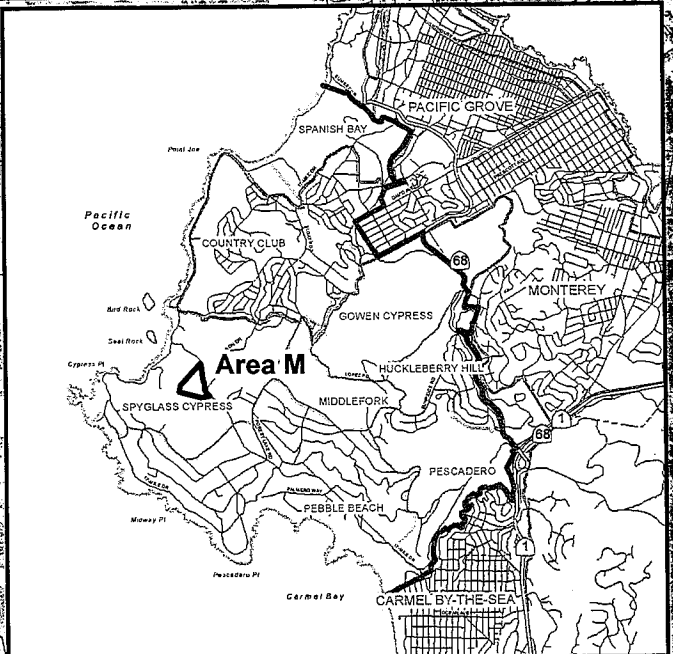 PACIFIC GROVE
SPANISH BAY
Point Joe
Pacific
Ocean
COUNTRY CLUB
68
MONTEREY
Bird Rock
GOWEN CYPRESS
Seal Rock
Cypress Pt
Area M
HUCKLEBERRY HILL
SPYGLASS CYPRESS
MIDDLEFORK
1
68
PESCADERO
PEBBLE BEACH
Midway Pt
1
Pescadero Pt
Carmel Bay
CARMEL BY-THE-SEA